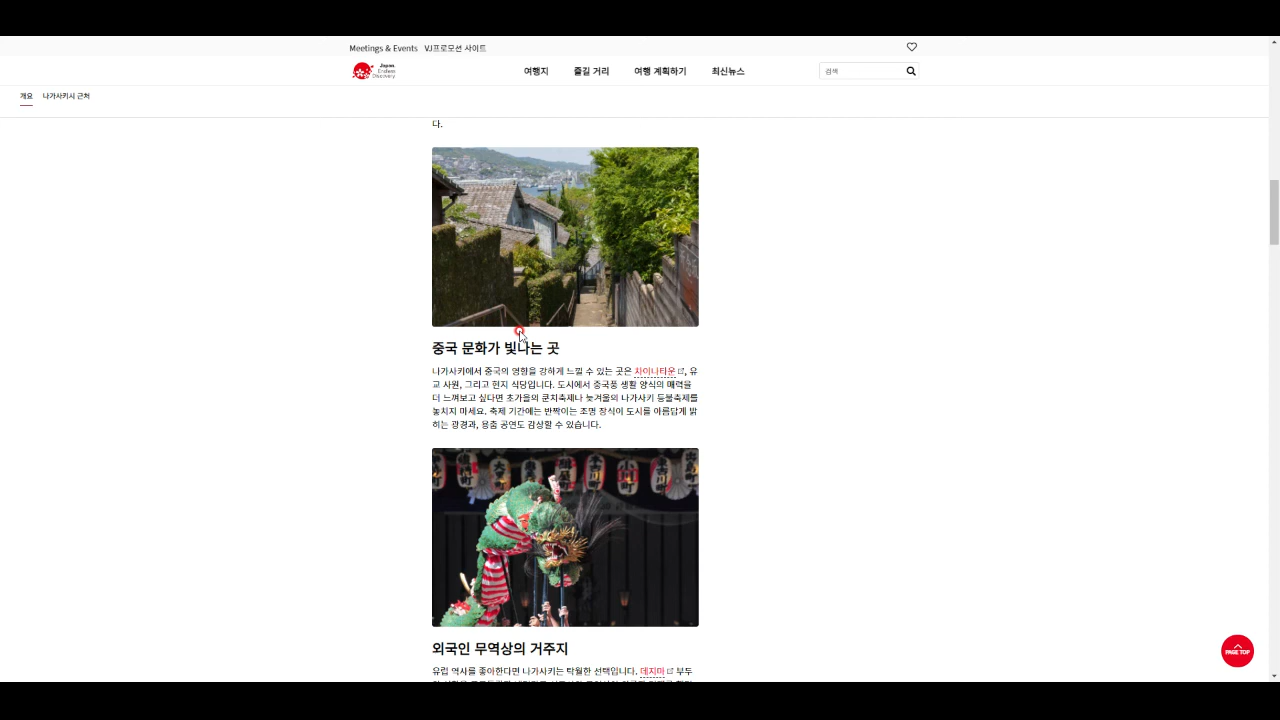 Meetings & Events VJ프로모션 사이트
Japan.
Endless
Discovery.
여행지 즐길 거리 여행 계획하기 최신뉴스
검색
개요 나가사키시 근처
다.
중국 문화가 빛나는 곳
나가사키에서 중국의 영향을 강하게 느낄 수 있는 곳은 차이나타운, 유
교 사원, 그리고 현지 식당입니다. 도시에서 중국풍 생활 양식의 매력을
더 느껴보고 싶다면 초가을의 쿤치축제나 늦겨울의 나가사키 등불축제를
놓치지 마세요. 축제 기간에는 반짝이는 조명 장식이 도시를 아름답게 밝
히는 광경과, 용춤 공연도 감상할 수 있습니다.
외국인 무역상의 거주지
유럽 역사를 좋아한다면 나가사키는 탁월한 선택입니다. 데지마 부두
PAGE TOP